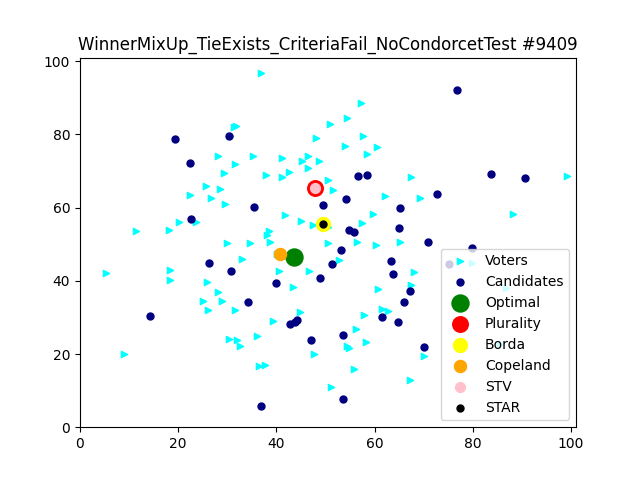 WinnerMixUp_TieExists_CriteriaFail_NoCondorcetTest #9409
100
80
60
40
20
0
0 20 40 60 80 100
Voters
Candidates
Optimal
Plurality
Borda
Copeland
STV
STAR